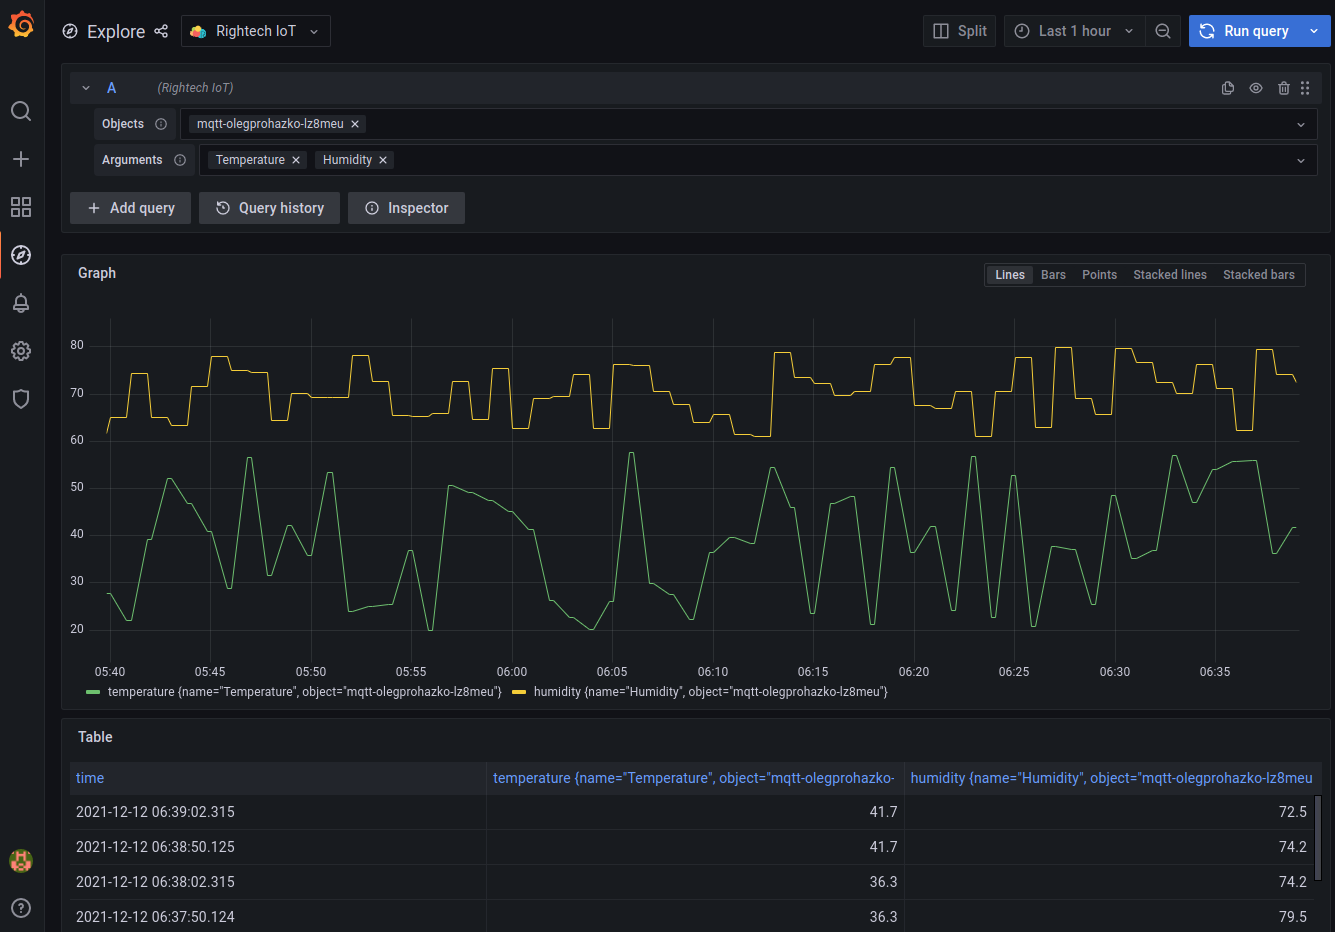 Explore Rightech IoT Split Last 1 hour Run query
A (Rightech IoT)
Objects mqtt-olegprohazko-lz8meu ×
Arguments Temperature × Humidity ×
+ Add query Query history Inspector
Graph Lines Bars Points Stacked lines Stacked bars
80
70
60
50
40
30
20
05:40 05:45 05:50 05:55 06:00 06:05 06:10 06:15 06:20 06:25 06:30 06:35
temperature {name="Temperature", object="mqtt-olegprohazko-lz8meu"} humidity {name="Humidity", object="mqtt-olegprohazko-lz8meu"}
Table
time temperature {name="Temperature", object="mqtt-olegprohazko- humidity {name="Humidity", object="mqtt-olegprohazko-lz8meu
2021-12-12 06:39:02.315 41.7 72.5
2021-12-12 06:38:50.125 41.7 74.2
2021-12-12 06:38:02.315 36.3 74.2
2021-12-12 06:37:50.124 36.3 79.5